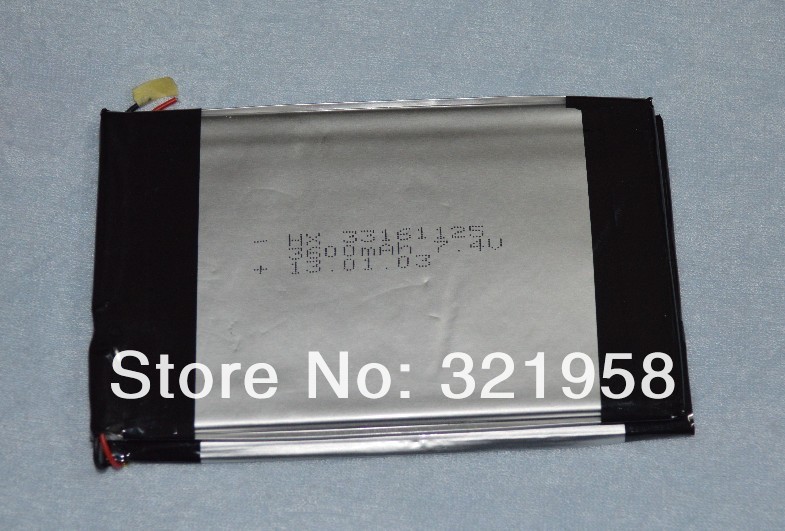 - HX 33161125
3600mAh 7.4V
+ 13.01.03
Store No: 321958